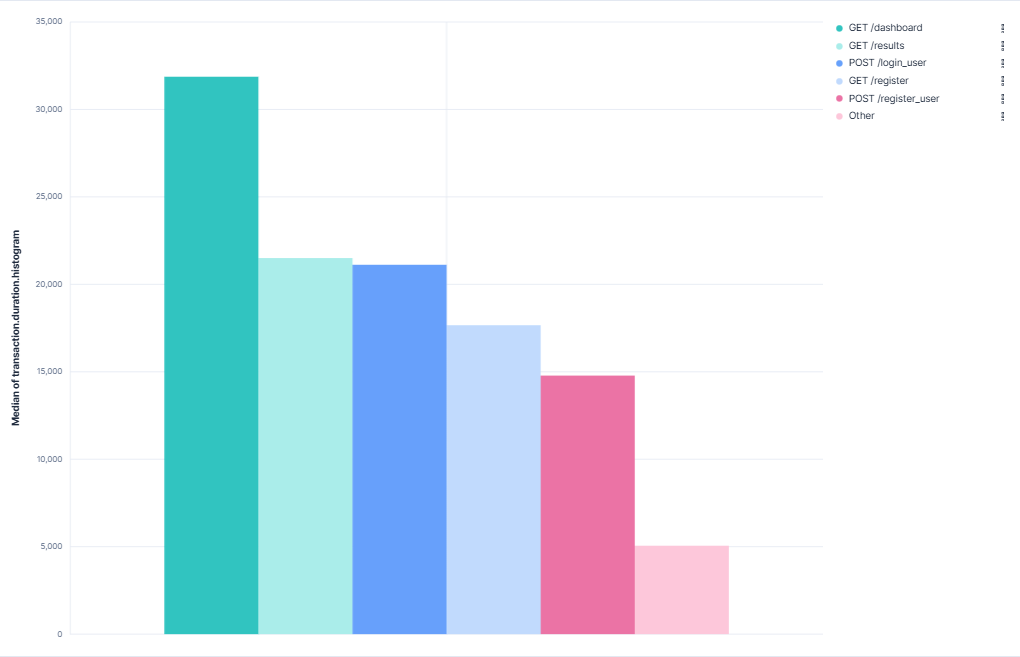 35,000
30,000
25,000
20,000
15,000
10,000
5,000
0
Median of transaction.duration.histogram
GET /dashboard
GET /results
POST /login_user
GET /register
POST /register_user
Other